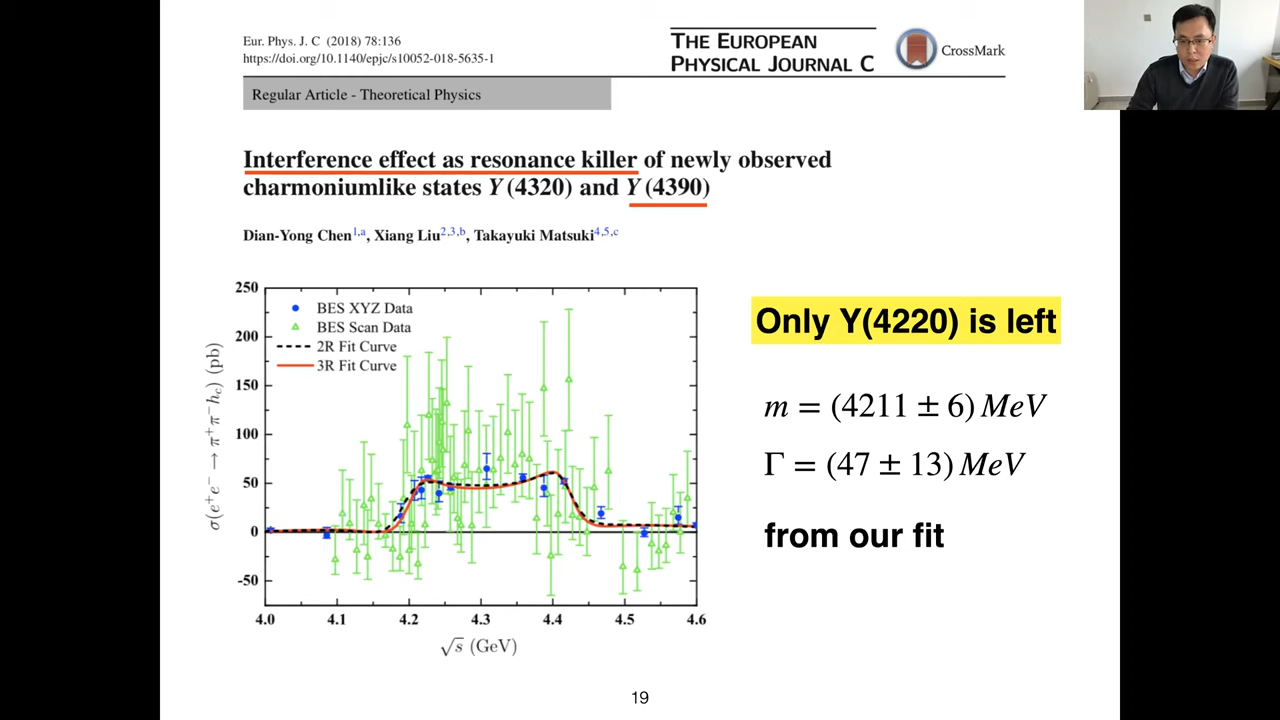 Eur. Phys. J. C (2018) 78:136
https://doi.org/10.1140/epjc/s10052-018-5635-1
THE EUROPEAN
PHYSICAL JOURNAL C
CrossMark
Regular Article - Theoretical Physics
Interference effect as resonance killer of newly observed
charmoniumlike states Y (4320) and Y (4390)
Dian-Yong Chen1,a, Xiang Liu2,3,b, Takayuki Matsuki4,5,c
250
200
150
100
50
0
-50
σ(e⁺e⁻ → π⁺π⁻h_c) (pb)
BES XYZ Data
BES Scan Data
2R Fit Curve
3R Fit Curve
4.0 4.1 4.2 4.3 4.4 4.5 4.6
√s (GeV)
Only Y(4220) is left
m = (4211 ± 6) MeV
Γ = (47 ± 13) MeV
from our fit
19